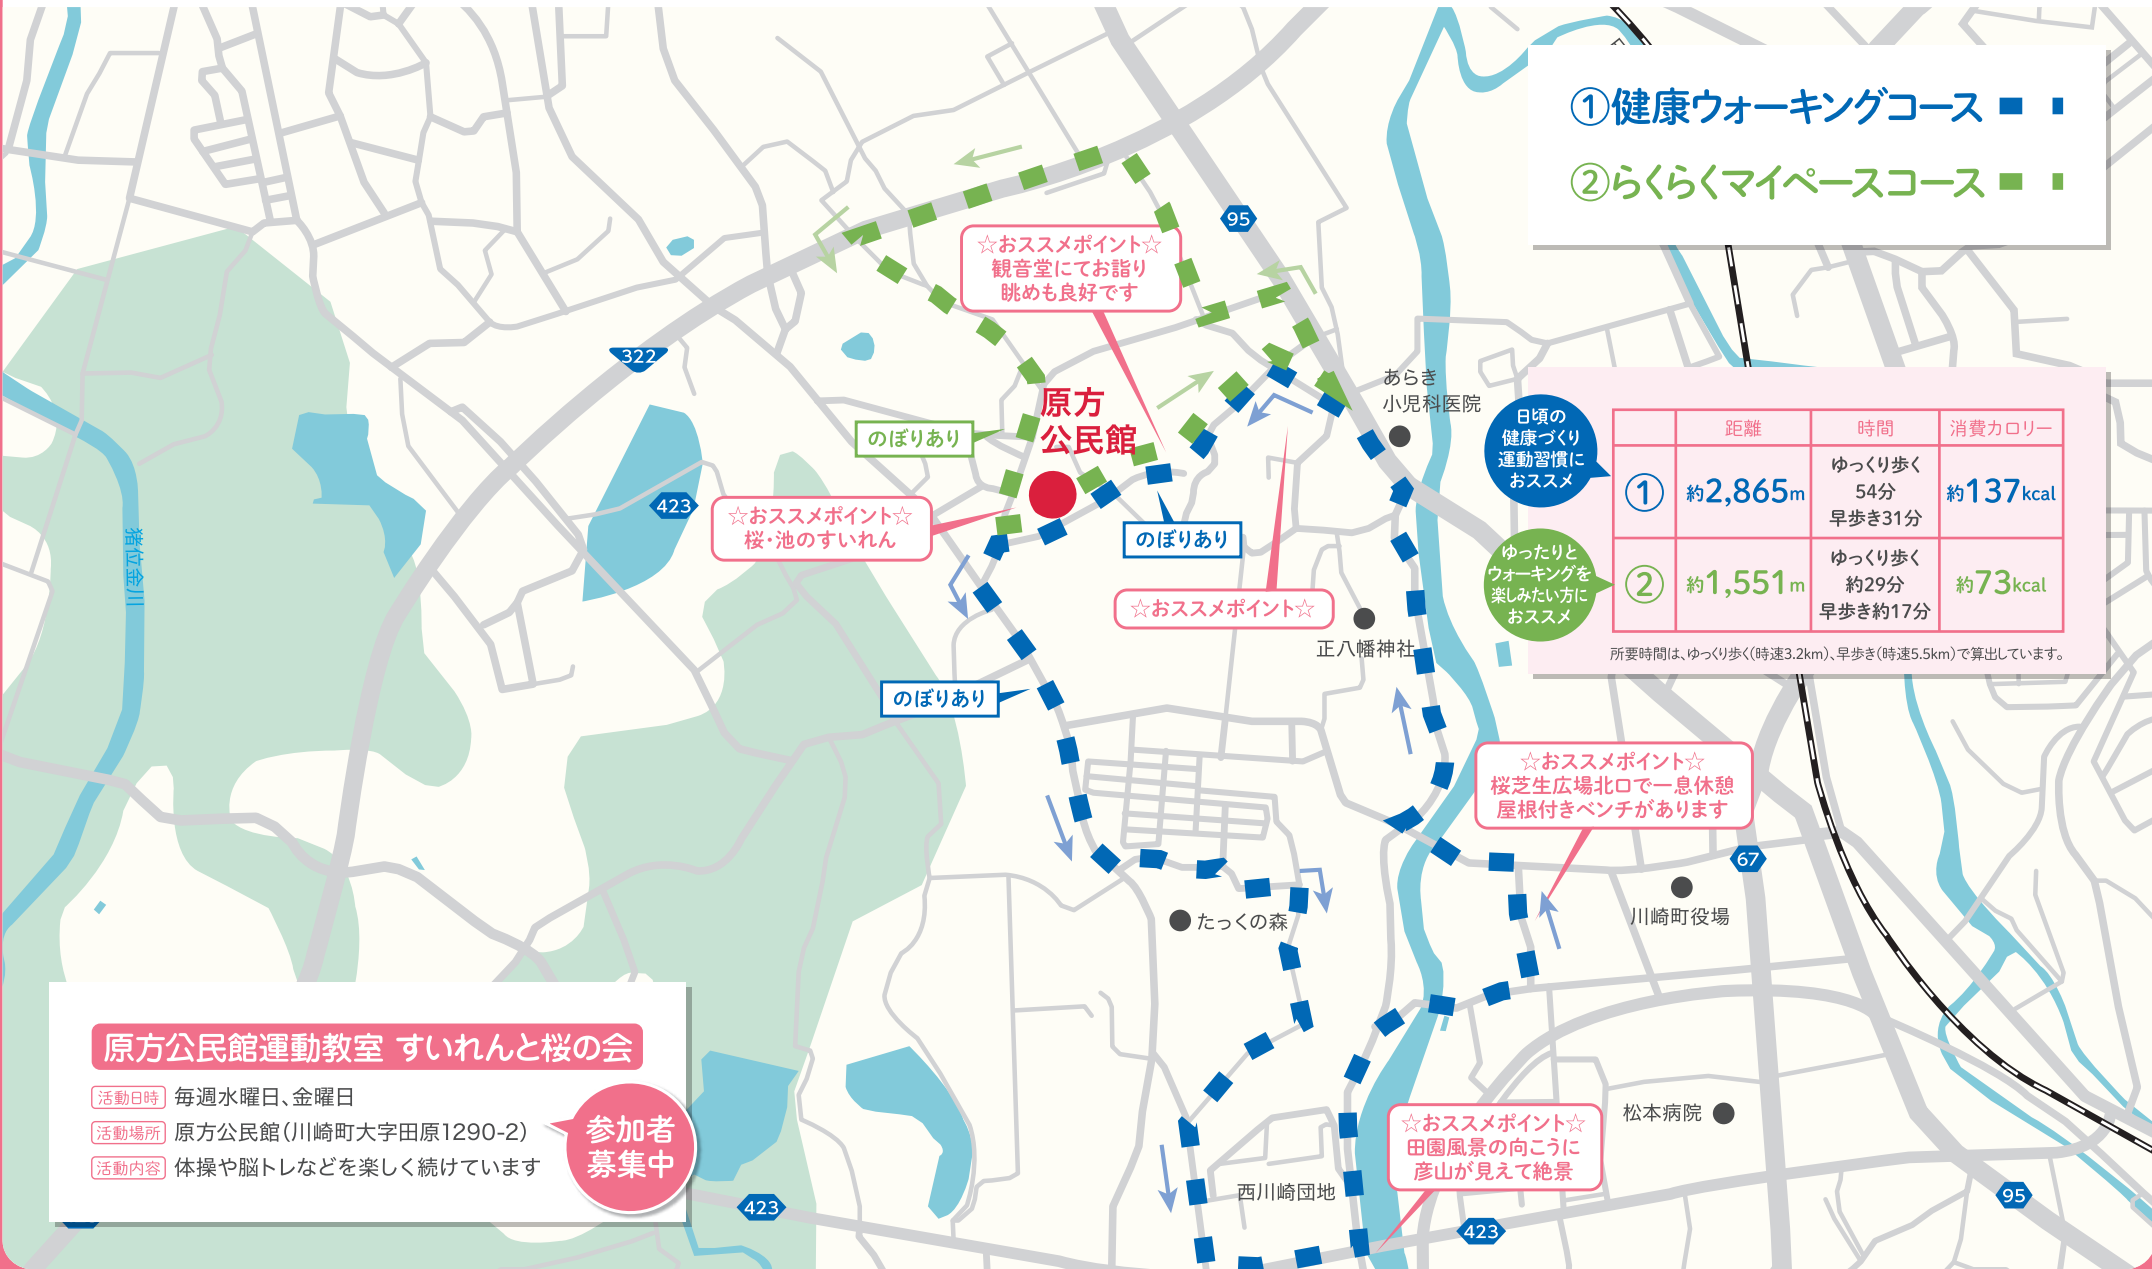 ①健康ウォーキングコース
②らくらくマイペースコース
95
☆おススメポイント☆
観音堂にてお詣り
眺めも良好です
322
あらき
小児科医院
原方
公民館
のぼりあり
日頃の
健康づくり
運動習慣に
おススメ
距離
時間
消費カロリー
①
約2,865m
ゆっくり歩く
54分
早歩き31分
約137kcal
ゆったりと
ウォーキングを
楽しみたい方に
おススメ
②
約1,551m
ゆっくり歩く
約29分
早歩き約17分
約73kcal
所要時間は、ゆっくり歩く(時速3.2km)、早歩き(時速5.5km)で算出しています。
423
☆おススメポイント☆
桜・池のすいれん
のぼりあり
猪位金川
☆おススメポイント☆
正八幡神社
のぼりあり
☆おススメポイント☆
桜芝生広場北口で一息休憩
屋根付きベンチがあります
67
川崎町役場
たっくの森
原方公民館運動教室 すいれんと桜の会
活動日時 毎週水曜日、金曜日
活動場所 原方公民館(川崎町大字田原1290-2)
活動内容 体操や脳トレなどを楽しく続けています
参加者
募集中
☆おススメポイント☆
田園風景の向こうに
彦山が見えて絶景
松本病院
西川崎団地
423
423
95